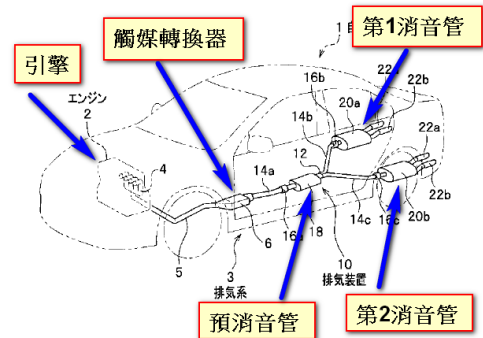 第1消音管
觸媒轉換器
引擎
1 自
22a
22b
16b
20a
エンジン
2
14b
4
12
22a
14a
22b
14c
16c
20b
5
6
16a
18
3
排気系
10
排気装置
預消音管
第2消音管